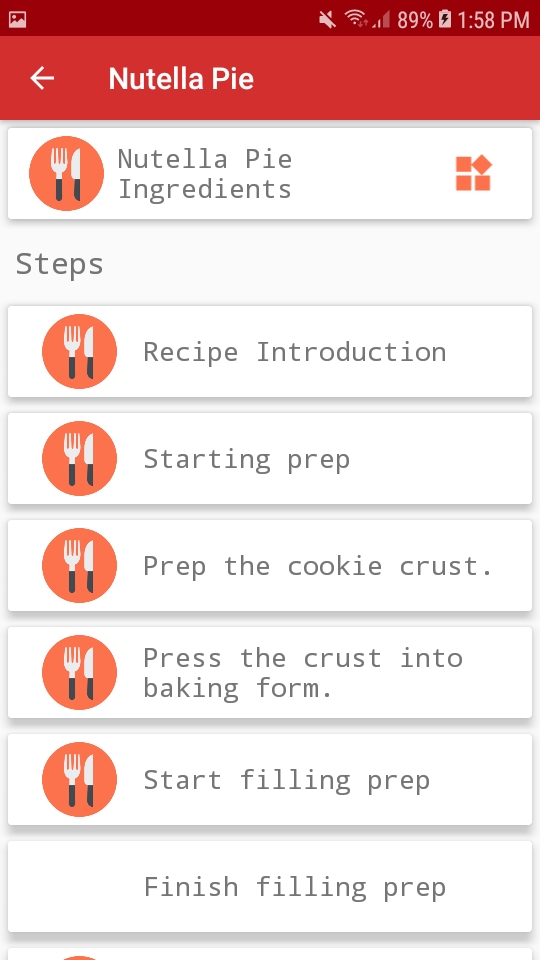 89% 1:58 PM
Nutella Pie
Nutella Pie
Ingredients
Steps
Recipe Introduction
Starting prep
Prep the cookie crust.
Press the crust into
baking form.
Start filling prep
Finish filling prep